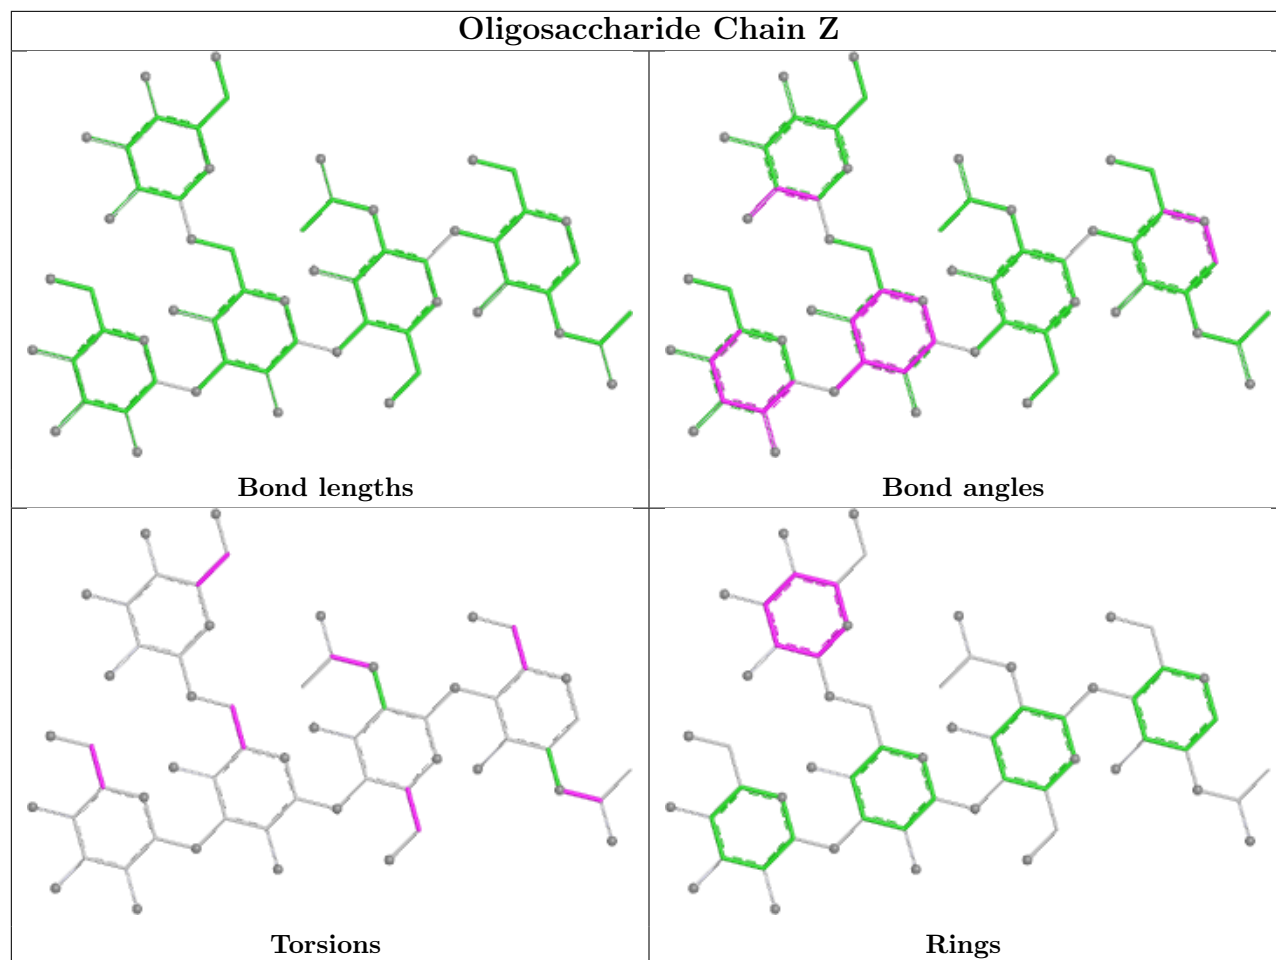 Oligosaccharide Chain Z
Bond lengths
Bond angles
Torsions
Rings